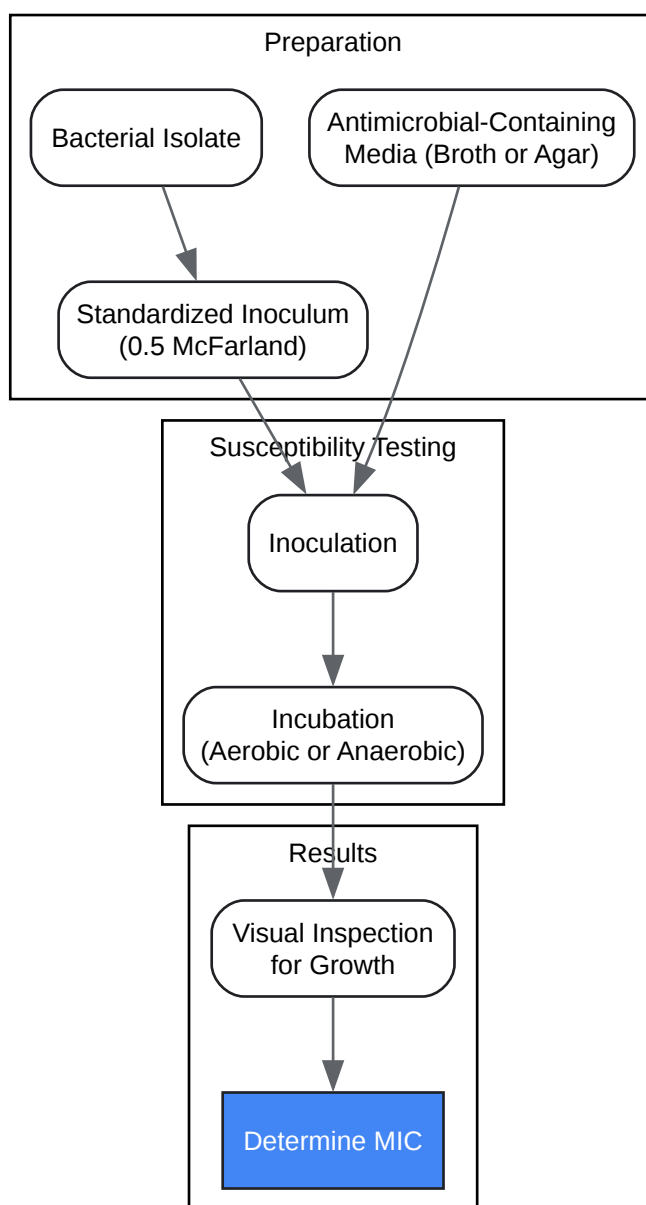 Preparation
Bacterial Isolate
Antimicrobial-Containing
Media (Broth or Agar)
Standardized Inoculum
(0.5 McFarland)
Susceptibility Testing
Inoculation
Incubation
(Aerobic or Anaerobic)
Results
Visual Inspection
for Growth
Determine MIC